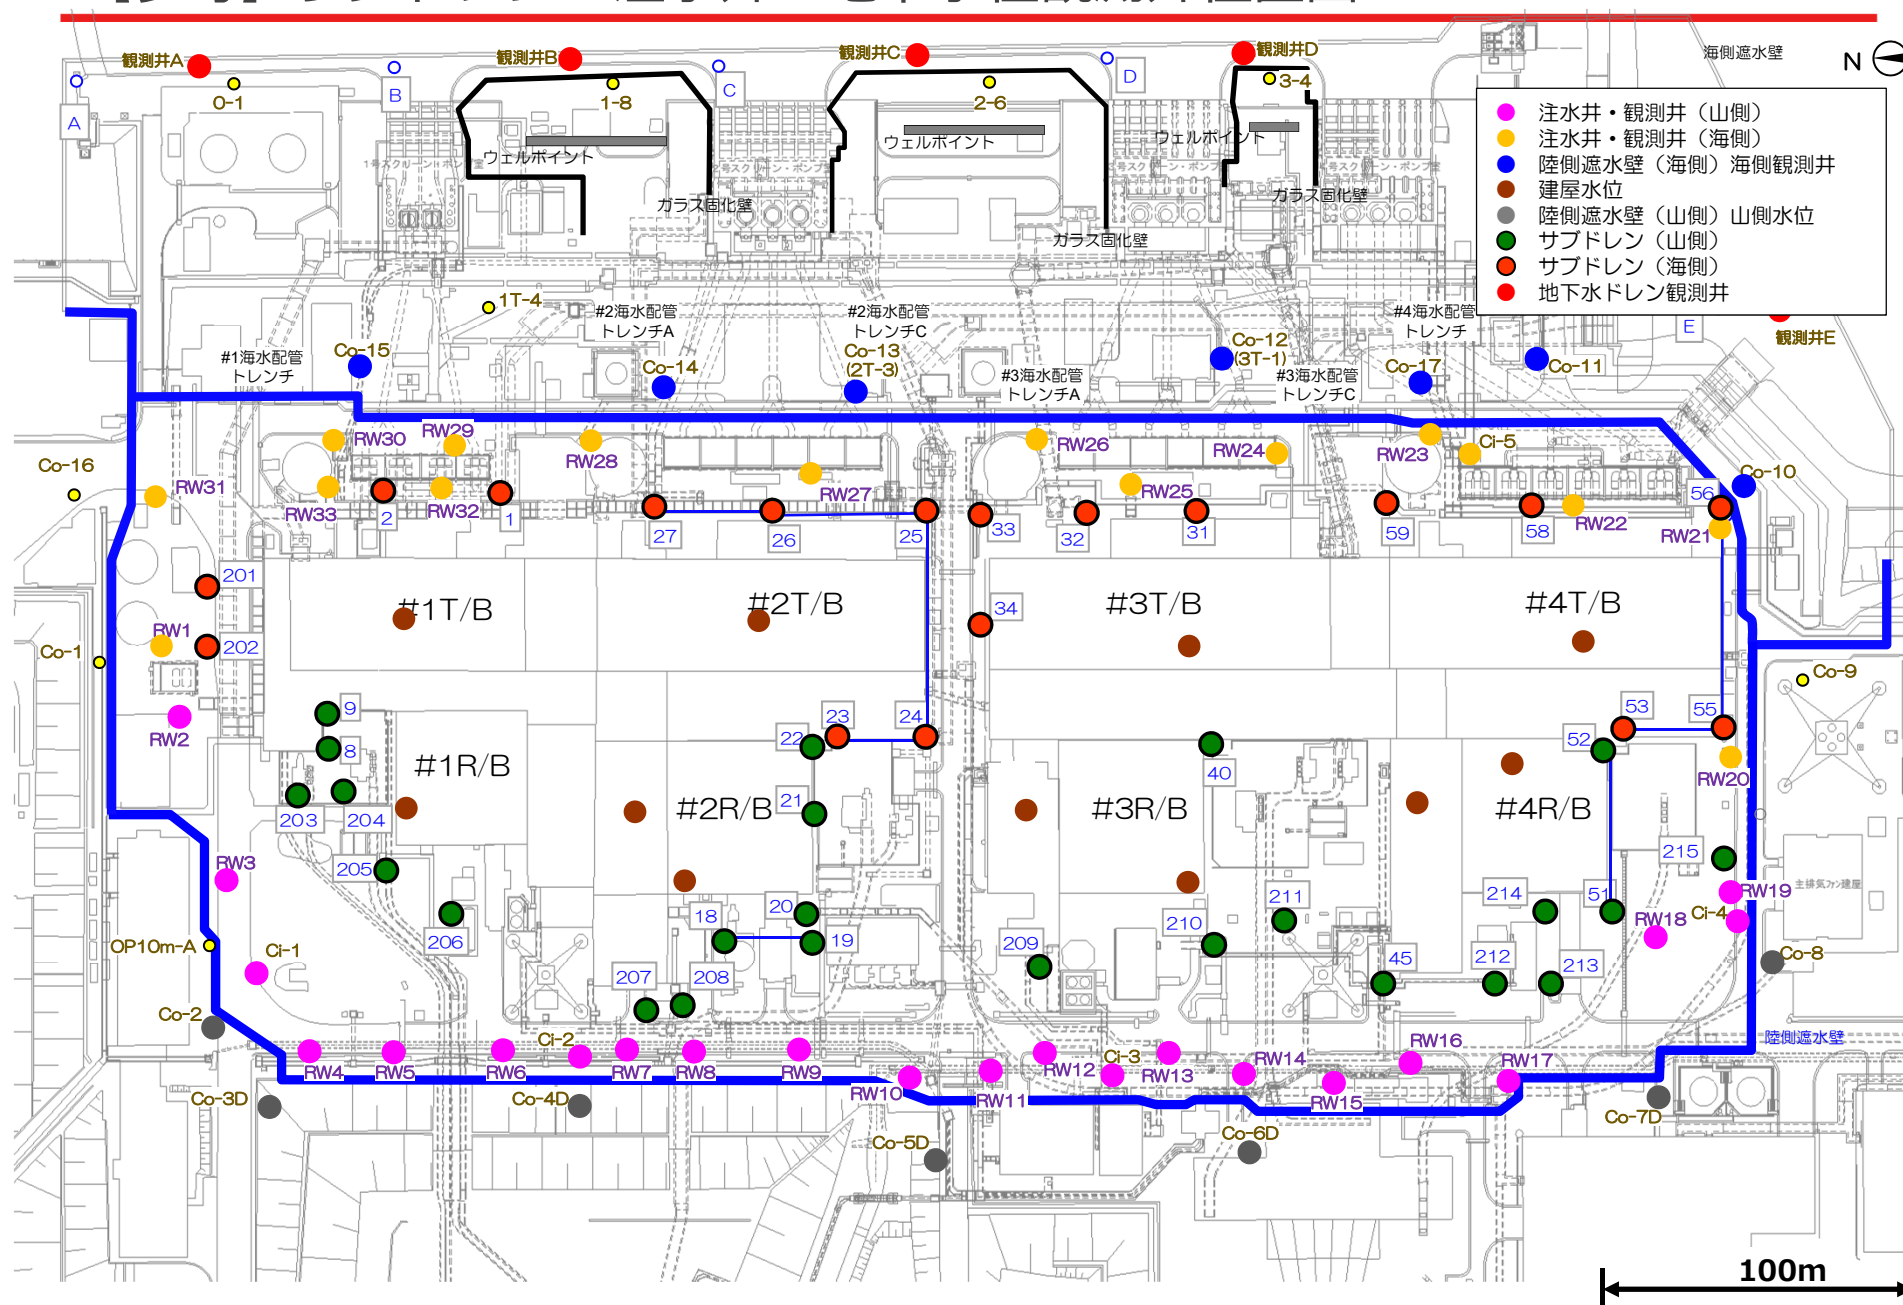 海側遮水壁
N
観測井A
観測井B
観測井C
観測井D
0-1
1-8
2-6
3-4
A
B
C
D
注水井・観測井（山側）
注水井・観測井（海側）
陸側遮水壁（海側）海側観測井
建屋水位
陸側遮水壁（山側）山側水位
サブドレン（山側）
サブドレン（海側）
地下水ドレン観測井
ウェルポイント
ウェルポイント
ウェルポイント
ガラス固化壁
ガラス固化壁
ガラス固化壁
1T-4
E
観測井E
#1海水配管
トレンチ
#2海水配管
トレンチA
#2海水配管
トレンチC
#3海水配管
トレンチA
#3海水配管
トレンチC
#4海水配管
トレンチ
Co-15
Co-14
Co-13
(2T-3)
Co-12
(3T-1)
Co-17
Co-11
Co-16
RW31
RW30
RW29
RW28
RW27
RW26
RW25
RW24
RW23
Ci-5
Co-10
RW33
2
RW32
1
27
26
25
33
32
31
59
58
RW22
56
RW21
201
202
RW1
Co-1
RW2
#1T/B
#2T/B
34
#3T/B
#4T/B
Co-9
9
8
203
204
205
206
#1R/B
#2R/B
22
23
24
21
40
#3R/B
#4R/B
52
53
55
RW20
215
主排気ファン建屋
RW3
OP10m-A
Ci-1
Co-2
18
20
19
207
208
209
210
211
45
212
213
214
51
RW18
RW19
Ci-4
Co-8
陸側遮水壁
RW4
RW5
RW6
Ci-2
RW7
RW8
RW9
RW10
RW11
RW12
Ci-3
RW13
RW14
RW15
RW16
RW17
Co-3D
Co-4D
Co-5D
Co-6D
Co-7D
100m